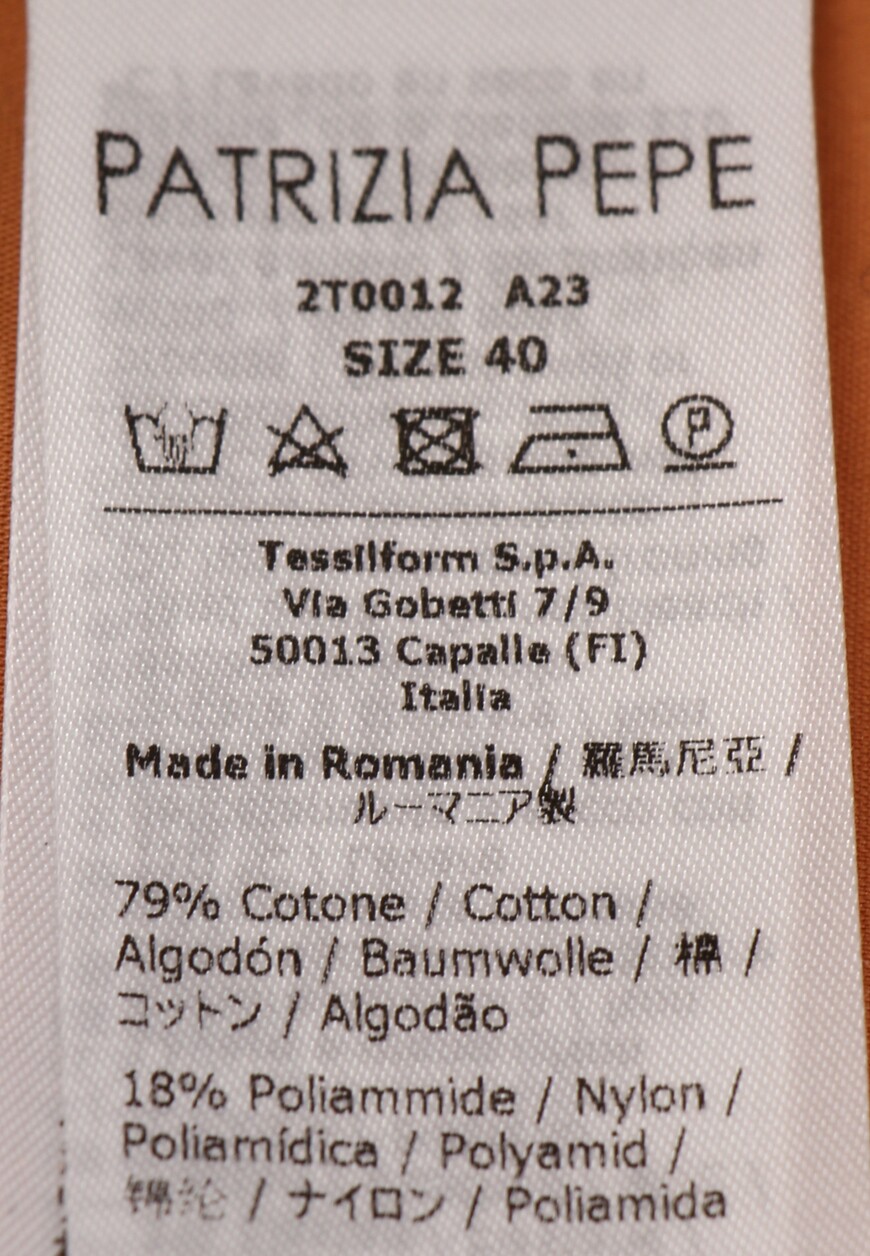 PATRIZIA PEPE
2T0012 A23
SIZE 40
P
Tessilform S.p.A.
Via Gobetti 7/9
50013 Capalle (FI)
Italia
Made in Romania / 羅馬尼亞 /
ルーマニア製
79% Cotone / Cotton /
Algodón / Baumwolle / 棉 /
コットン / Algodão
18% Poliammide / Nylon /
Poliamídica / Polyamid /
锦纶 / ナイロン / Poliamida